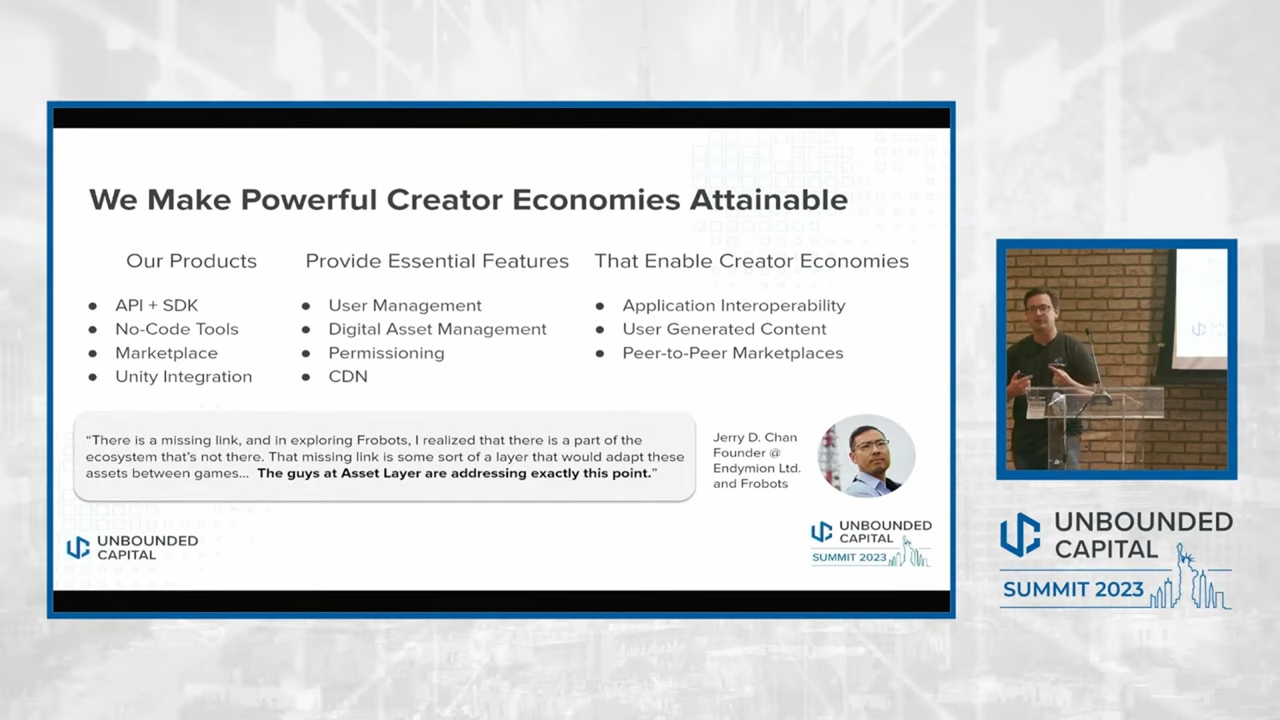 We Make Powerful Creator Economies Attainable
Our Products
● API + SDK
● No-Code Tools
● Marketplace
● Unity Integration
Provide Essential Features
● User Management
● Digital Asset Management
● Permissioning
● CDN
That Enable Creator Economies
● Application Interoperability
● User Generated Content
● Peer-to-Peer Marketplaces
“There is a missing link, and in exploring Frobots, I realized that there is a part of the
ecosystem that’s not there. That missing link is some sort of a layer that would adapt these
assets between games... The guys at Asset Layer are addressing exactly this point.”
Jerry D. Chan
Founder @
Endymion Ltd.
and Frobots
UNBOUNDED
CAPITAL
UNBOUNDED
CAPITAL
SUMMIT 2023
UNBOUNDED
CAPITAL
SUMMIT 2023